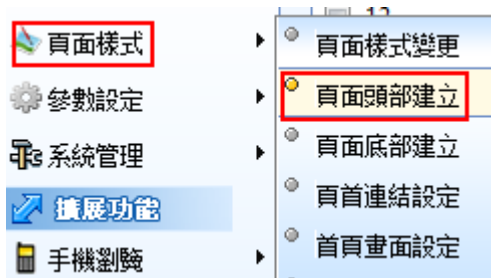 12
頁面樣式
參數設定
系統管理
擴展功能
手機瀏覽
頁面樣式變更
頁面頭部建立
頁面底部建立
頁首連結設定
首頁畫面設定